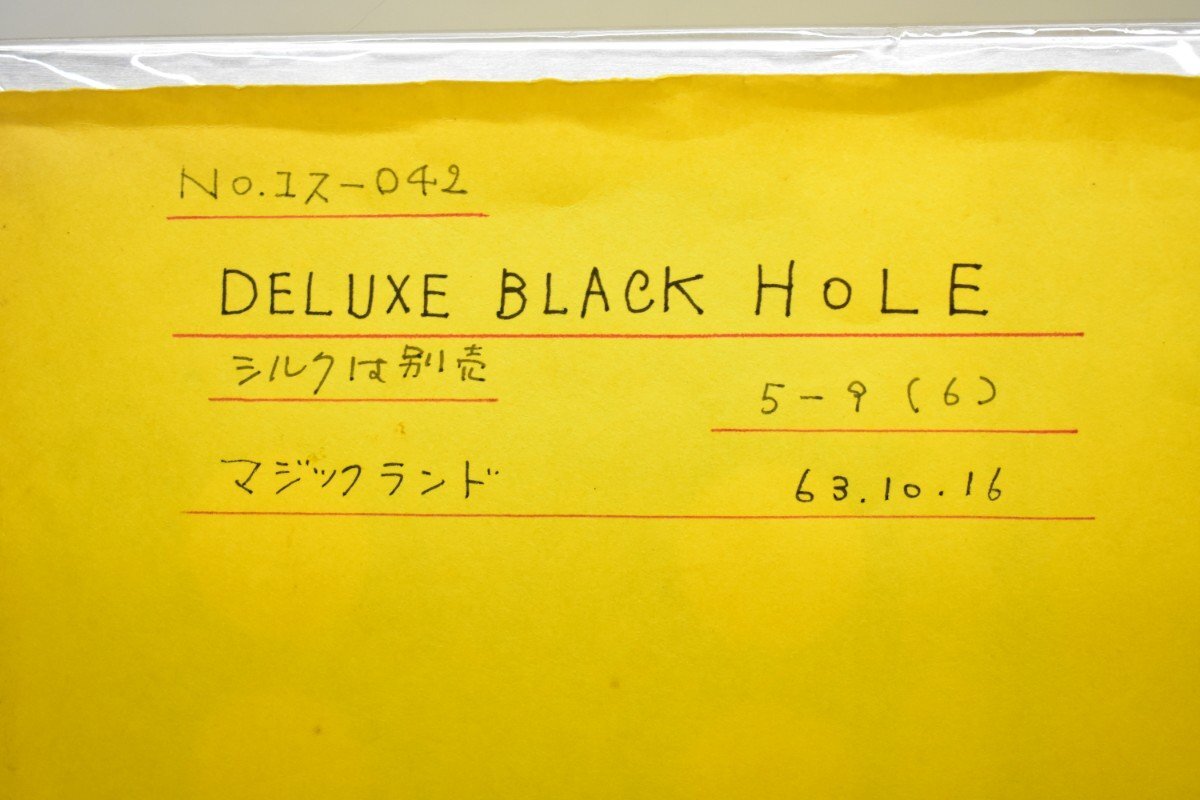 No.コス-042
DELUXE BLACK HOLE
シルクは別売
5-9(6)
マジックランド
63.10.16